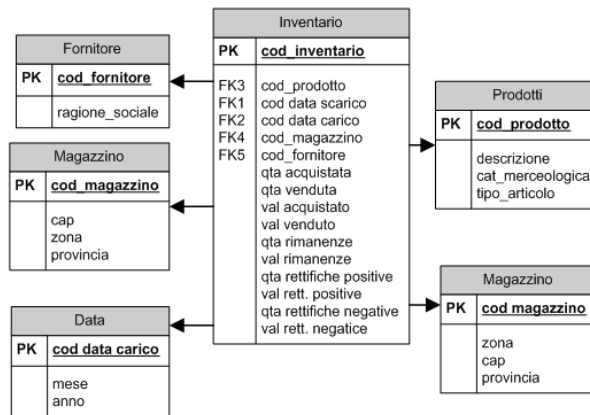 Fornitore
PK cod_fornitore
ragione_sociale
Magazzino
PK cod_magazzino
cap
zona
provincia
Data
PK cod data carico
mese
anno
Inventario
PK cod_inventario
FK3 cod_prodotto
FK1 cod data scarico
FK2 cod data carico
FK4 cod_magazzino
FK5 cod_fornitore
qta acquistata
qta venduta
val acquistato
val venduto
qta rimanenze
val rimanenze
qta rettifiche positive
val rett. positive
qta rettifiche negative
val rett. negatice
Prodotti
PK cod_prodotto
descrizione
cat_merceologica
tipo_articolo
Magazzino
PK cod magazzino
zona
cap
provincia